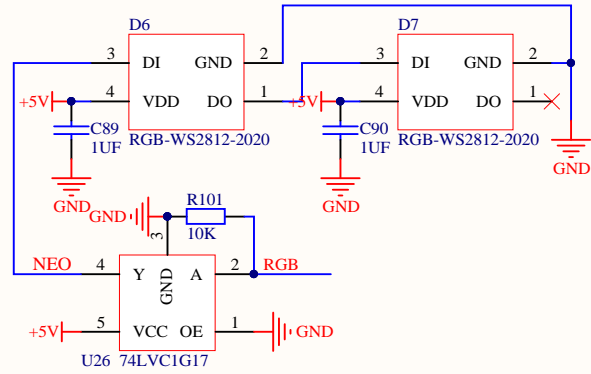 D6
3 DI GND 2
+5V 4 VDD DO 1
C89
1UF
RGB-WS2812-2020
GND
D7
3 DI GND 2
+5V 4 VDD DO 1
C90
1UF
RGB-WS2812-2020
GND
GND
R101
10K
GND
3
NEO 4 Y GND A 2 RGB
+5V 5 VCC OE 1 GND
U26 74LVC1G17